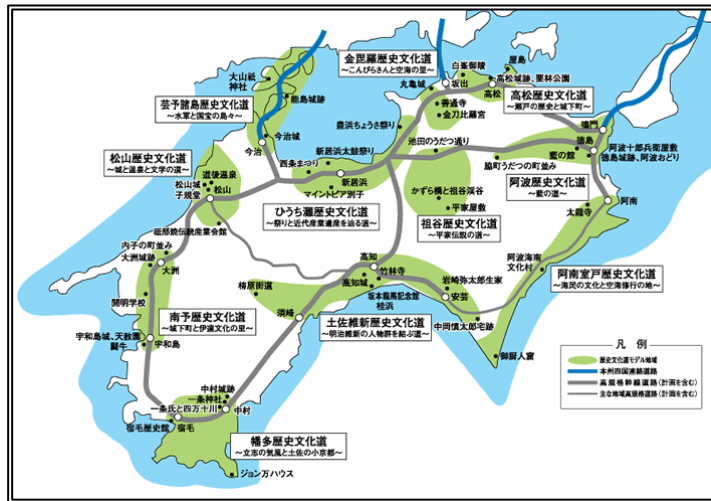 金毘羅歴史文化道
～こんぴらさんと空海の里～
白峯御陵
屋島
丸亀城
坂出
高松城跡、栗林公園
高松
善通寺
金刀比羅宮
高松歴史文化道
～瀬戸の歴史と城下町～
大山祇
神社
能島城跡
芸予諸島歴史文化道
～水軍と国宝の島々～
今治城
今治
豊浜ちょうさ祭り
新居浜太鼓祭り
西条まつり
新居浜
マイントピア別子
池田のうだつ通り
鳴門
徳島
藍の館
阿波十郎兵衛屋敷
徳島城跡、阿波おどり
脇町うだつの町並み
松山歴史文化道
～城と温泉と文学の道～
道後温泉
松山城
子規堂
松山
砥部焼伝統産業会館
ひうち灘歴史文化道
～祭りと近代産業遺産を辿る道～
かずら橋と祖谷渓谷
平家屋敷
祖谷歴史文化道
～平家伝説の道～
阿波歴史文化道
～藍の道～
太龍寺
阿南
阿波海南
文化村
阿南室戸歴史文化道
～海民の文化と空海修行の地～
内子の町並み
大洲城跡
大洲
開明学校
南予歴史文化道
～城下町と伊達文化の里～
宇和島城、天赦園
闘牛
宇和島
梼原街道
須崎
高知
竹林寺
高知城
坂本龍馬記念館
桂浜
岩崎弥太郎生家
安芸
中岡慎太郎宅跡
御厨人窟
土佐維新歴史文化道
～明治維新の人物群を結ぶ道～
中村城跡
一条神社
一条氏と四万十川
中村
宿毛歴史館
宿毛
幡多歴史文化道
～立志の気風と土佐の小京都～
ジョン万ハウス
凡 例
歴史文化道モデル地域
本州四国連絡道路
高規格幹線道路(計画を含む)
主な地域高規格道路(計画を含む)